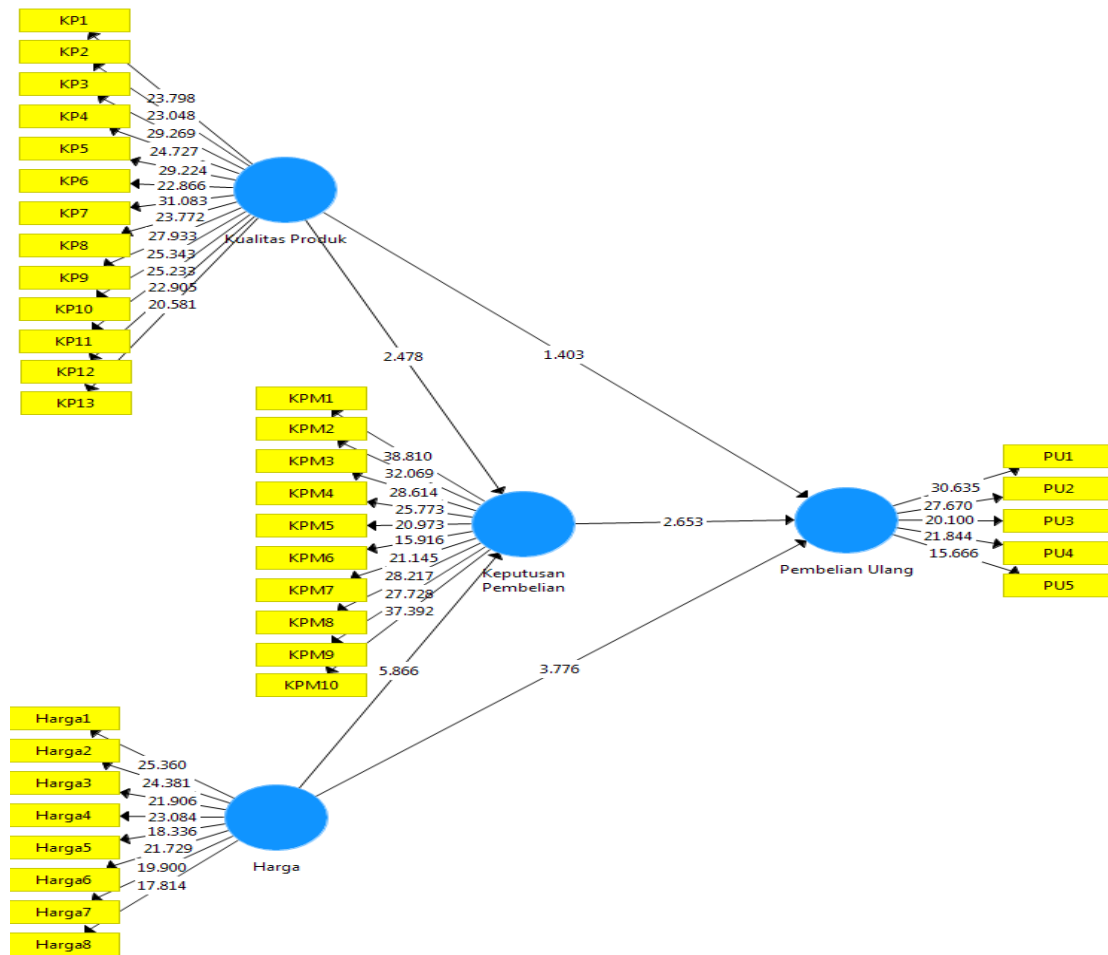 KP1
KP2
KP3
KP4
KP5
KP6
KP7
KP8
KP9
KP10
KP11
KP12
KP13
23.798
23.048
29.269
24.727
29.224
22.866
31.083
23.772
27.933
25.343
25.233
22.905
20.581
Kualitas Produk
2.478
1.403
KPM1
KPM2
KPM3
KPM4
KPM5
KPM6
KPM7
KPM8
KPM9
KPM10
38.810
32.069
28.614
25.773
20.973
15.916
21.145
28.217
27.728
37.392
Keputusan
Pembelian
2.653
Pembelian Ulang
30.635
27.670
20.100
21.844
15.666
PU1
PU2
PU3
PU4
PU5
5.866
3.776
Harga1
Harga2
Harga3
Harga4
Harga5
Harga6
Harga7
Harga8
25.360
24.381
21.906
23.084
18.336
21.729
19.900
17.814
Harga